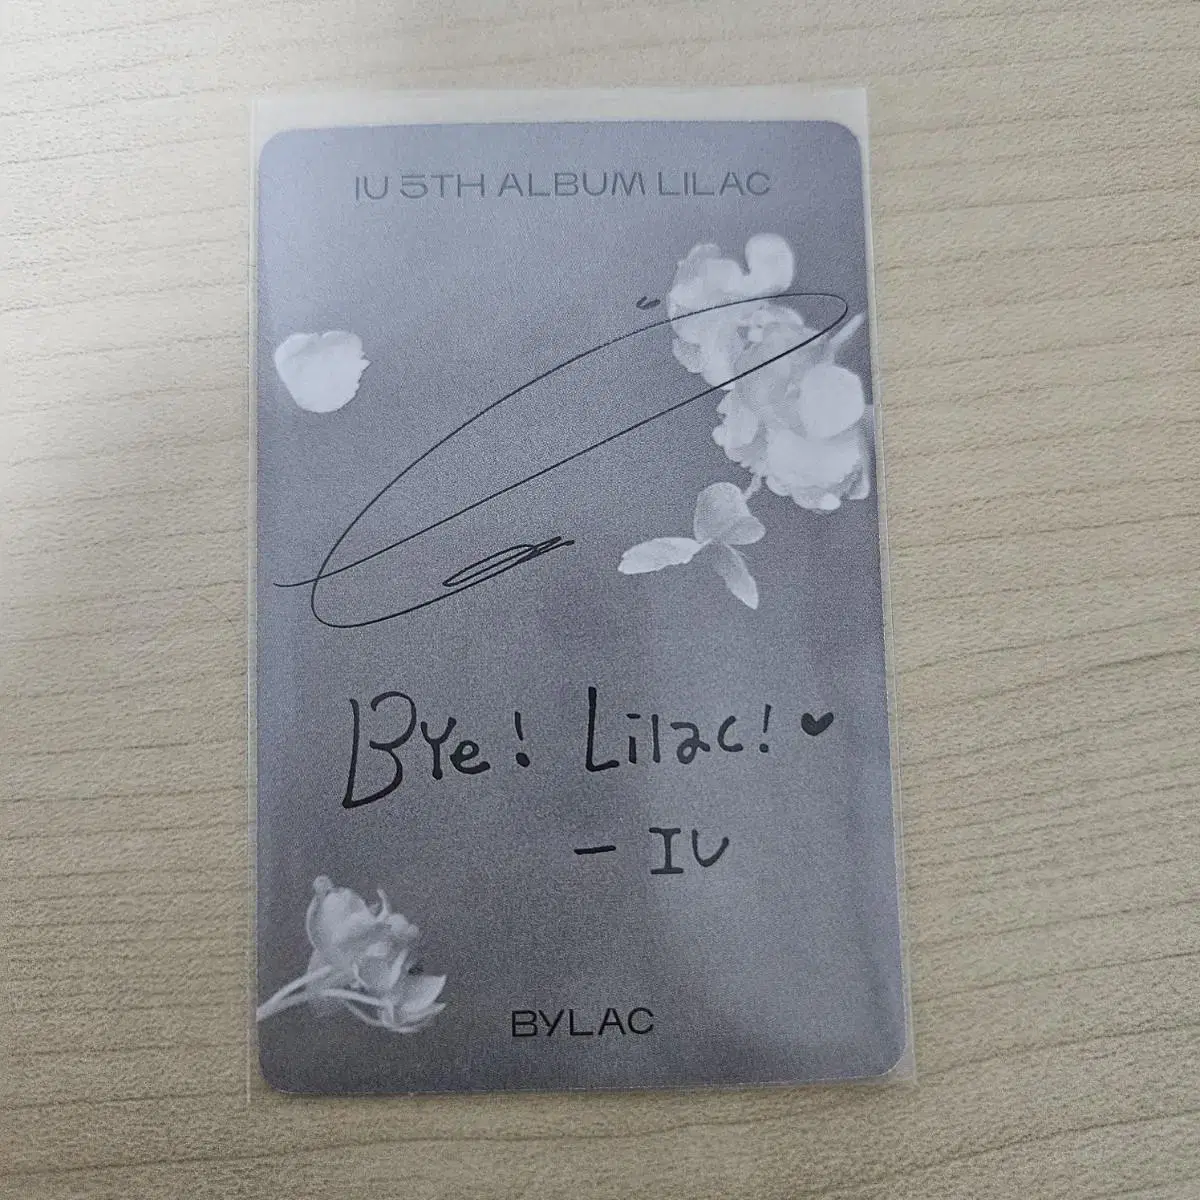 IU 5TH ALBUM LILAC
Bye! Lilac! ♥
- IU
BYLAC